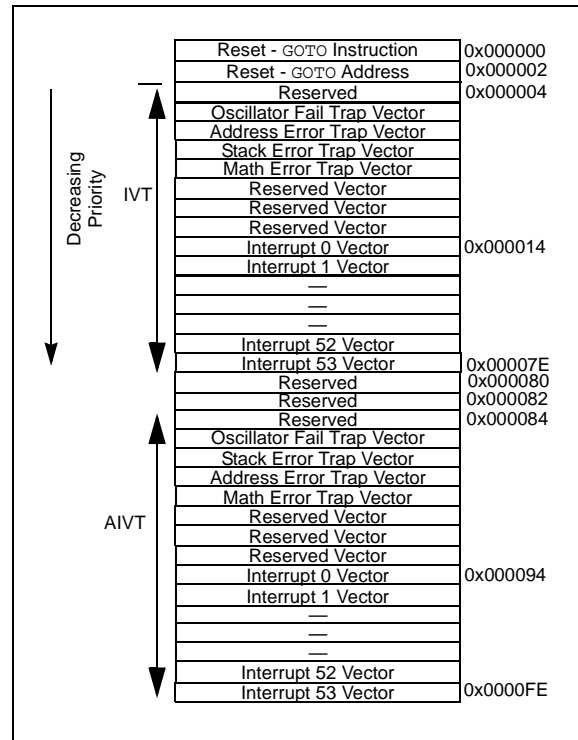 Reset - GOTO Instruction 0x000000
Reset - GOTO Address 0x000002
Reserved 0x000004
Oscillator Fail Trap Vector
Address Error Trap Vector
Stack Error Trap Vector
Math Error Trap Vector
Reserved Vector
Reserved Vector
Reserved Vector
Interrupt 0 Vector 0x000014
Interrupt 1 Vector
—
—
—
Interrupt 52 Vector
Interrupt 53 Vector 0x00007E
Decreasing
Priority
IVT
Reserved 0x000080
Reserved 0x000082
Reserved 0x000084
Oscillator Fail Trap Vector
Stack Error Trap Vector
Address Error Trap Vector
Math Error Trap Vector
Reserved Vector
Reserved Vector
Reserved Vector
Interrupt 0 Vector 0x000094
Interrupt 1 Vector
—
—
—
Interrupt 52 Vector
Interrupt 53 Vector 0x0000FE
AIVT